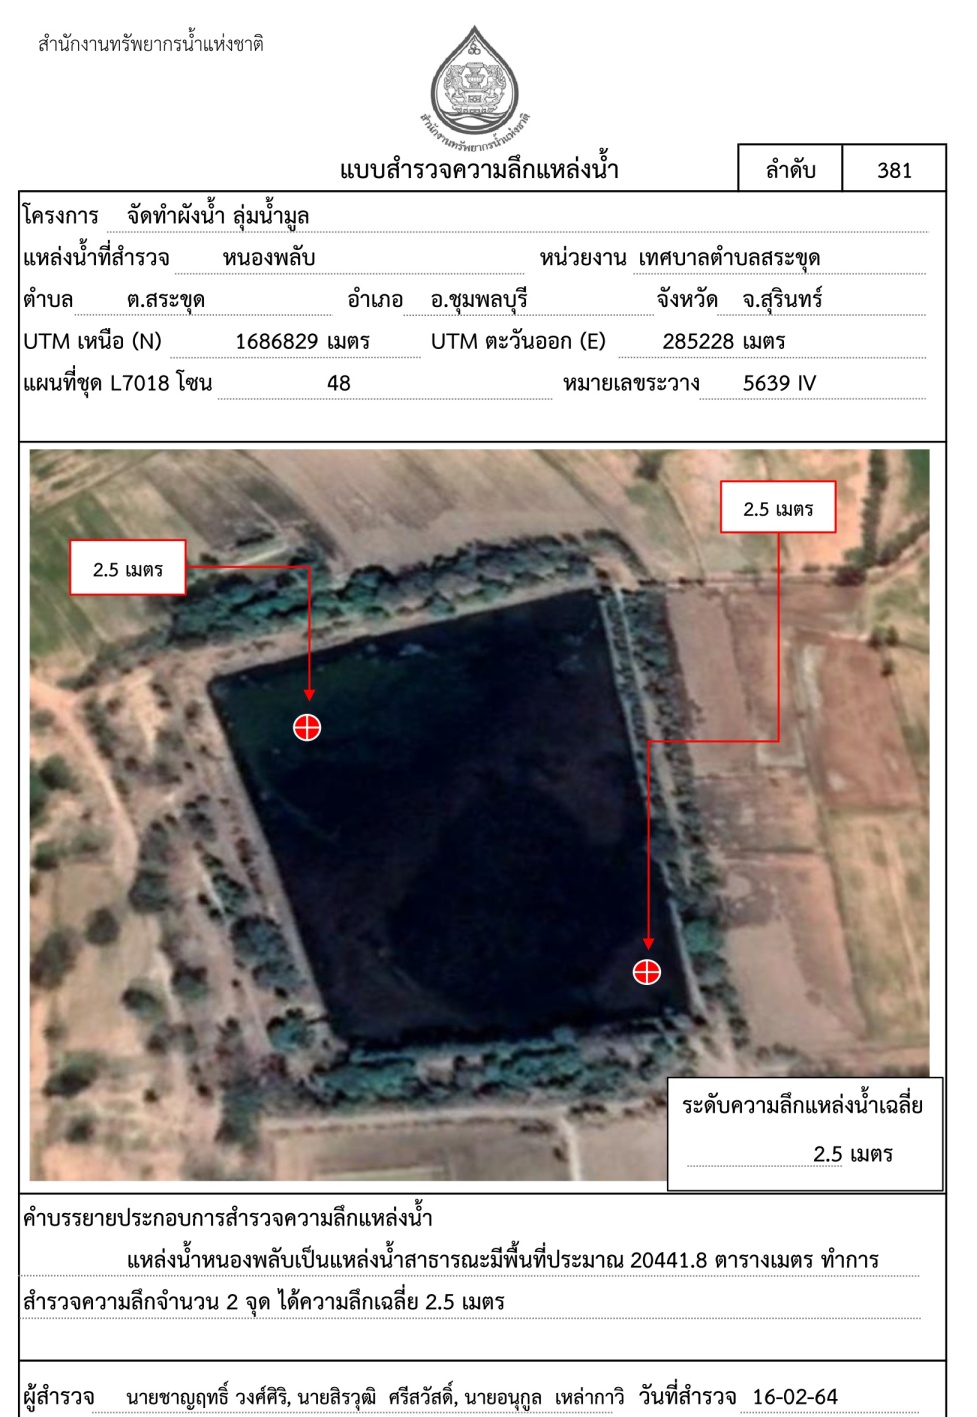 สำนักงานทรัพยากรน้ำแห่งชาติ
สำนักงานทรัพยากรน้ำแห่งชาติ
แบบสำรวจความลึกแหล่งน้ำ ลำดับ 381
โครงการ จัดทำผังน้ำ ลุ่มน้ำมูล
แหล่งน้ำที่สำรวจ หนองพลับ หน่วยงาน เทศบาลตำบลสระขุด
ตำบล ต.สระขุด อำเภอ อ.ชุมพลบุรี จังหวัด จ.สุรินทร์
UTM เหนือ (N) 1686829 เมตร UTM ตะวันออก (E) 285228 เมตร
แผนที่ชุด L7018 โซน 48 หมายเลขระวาง 5639 IV
2.5 เมตร
2.5 เมตร
ระดับความลึกแหล่งน้ำเฉลี่ย
2.5 เมตร
คำบรรยายประกอบการสำรวจความลึกแหล่งน้ำ
แหล่งน้ำหนองพลับเป็นแหล่งน้ำสาธารณะมีพื้นที่ประมาณ 20441.8 ตารางเมตร ทำการ
สำรวจความลึกจำนวน 2 จุด ได้ความลึกเฉลี่ย 2.5 เมตร
ผู้สำรวจ นายชาญฤทธิ์ วงศ์ศิริ, นายสิรวุฒิ ศรีสวัสดิ์, นายอนุกูล เหล่ากาวิ วันที่สำรวจ 16-02-64